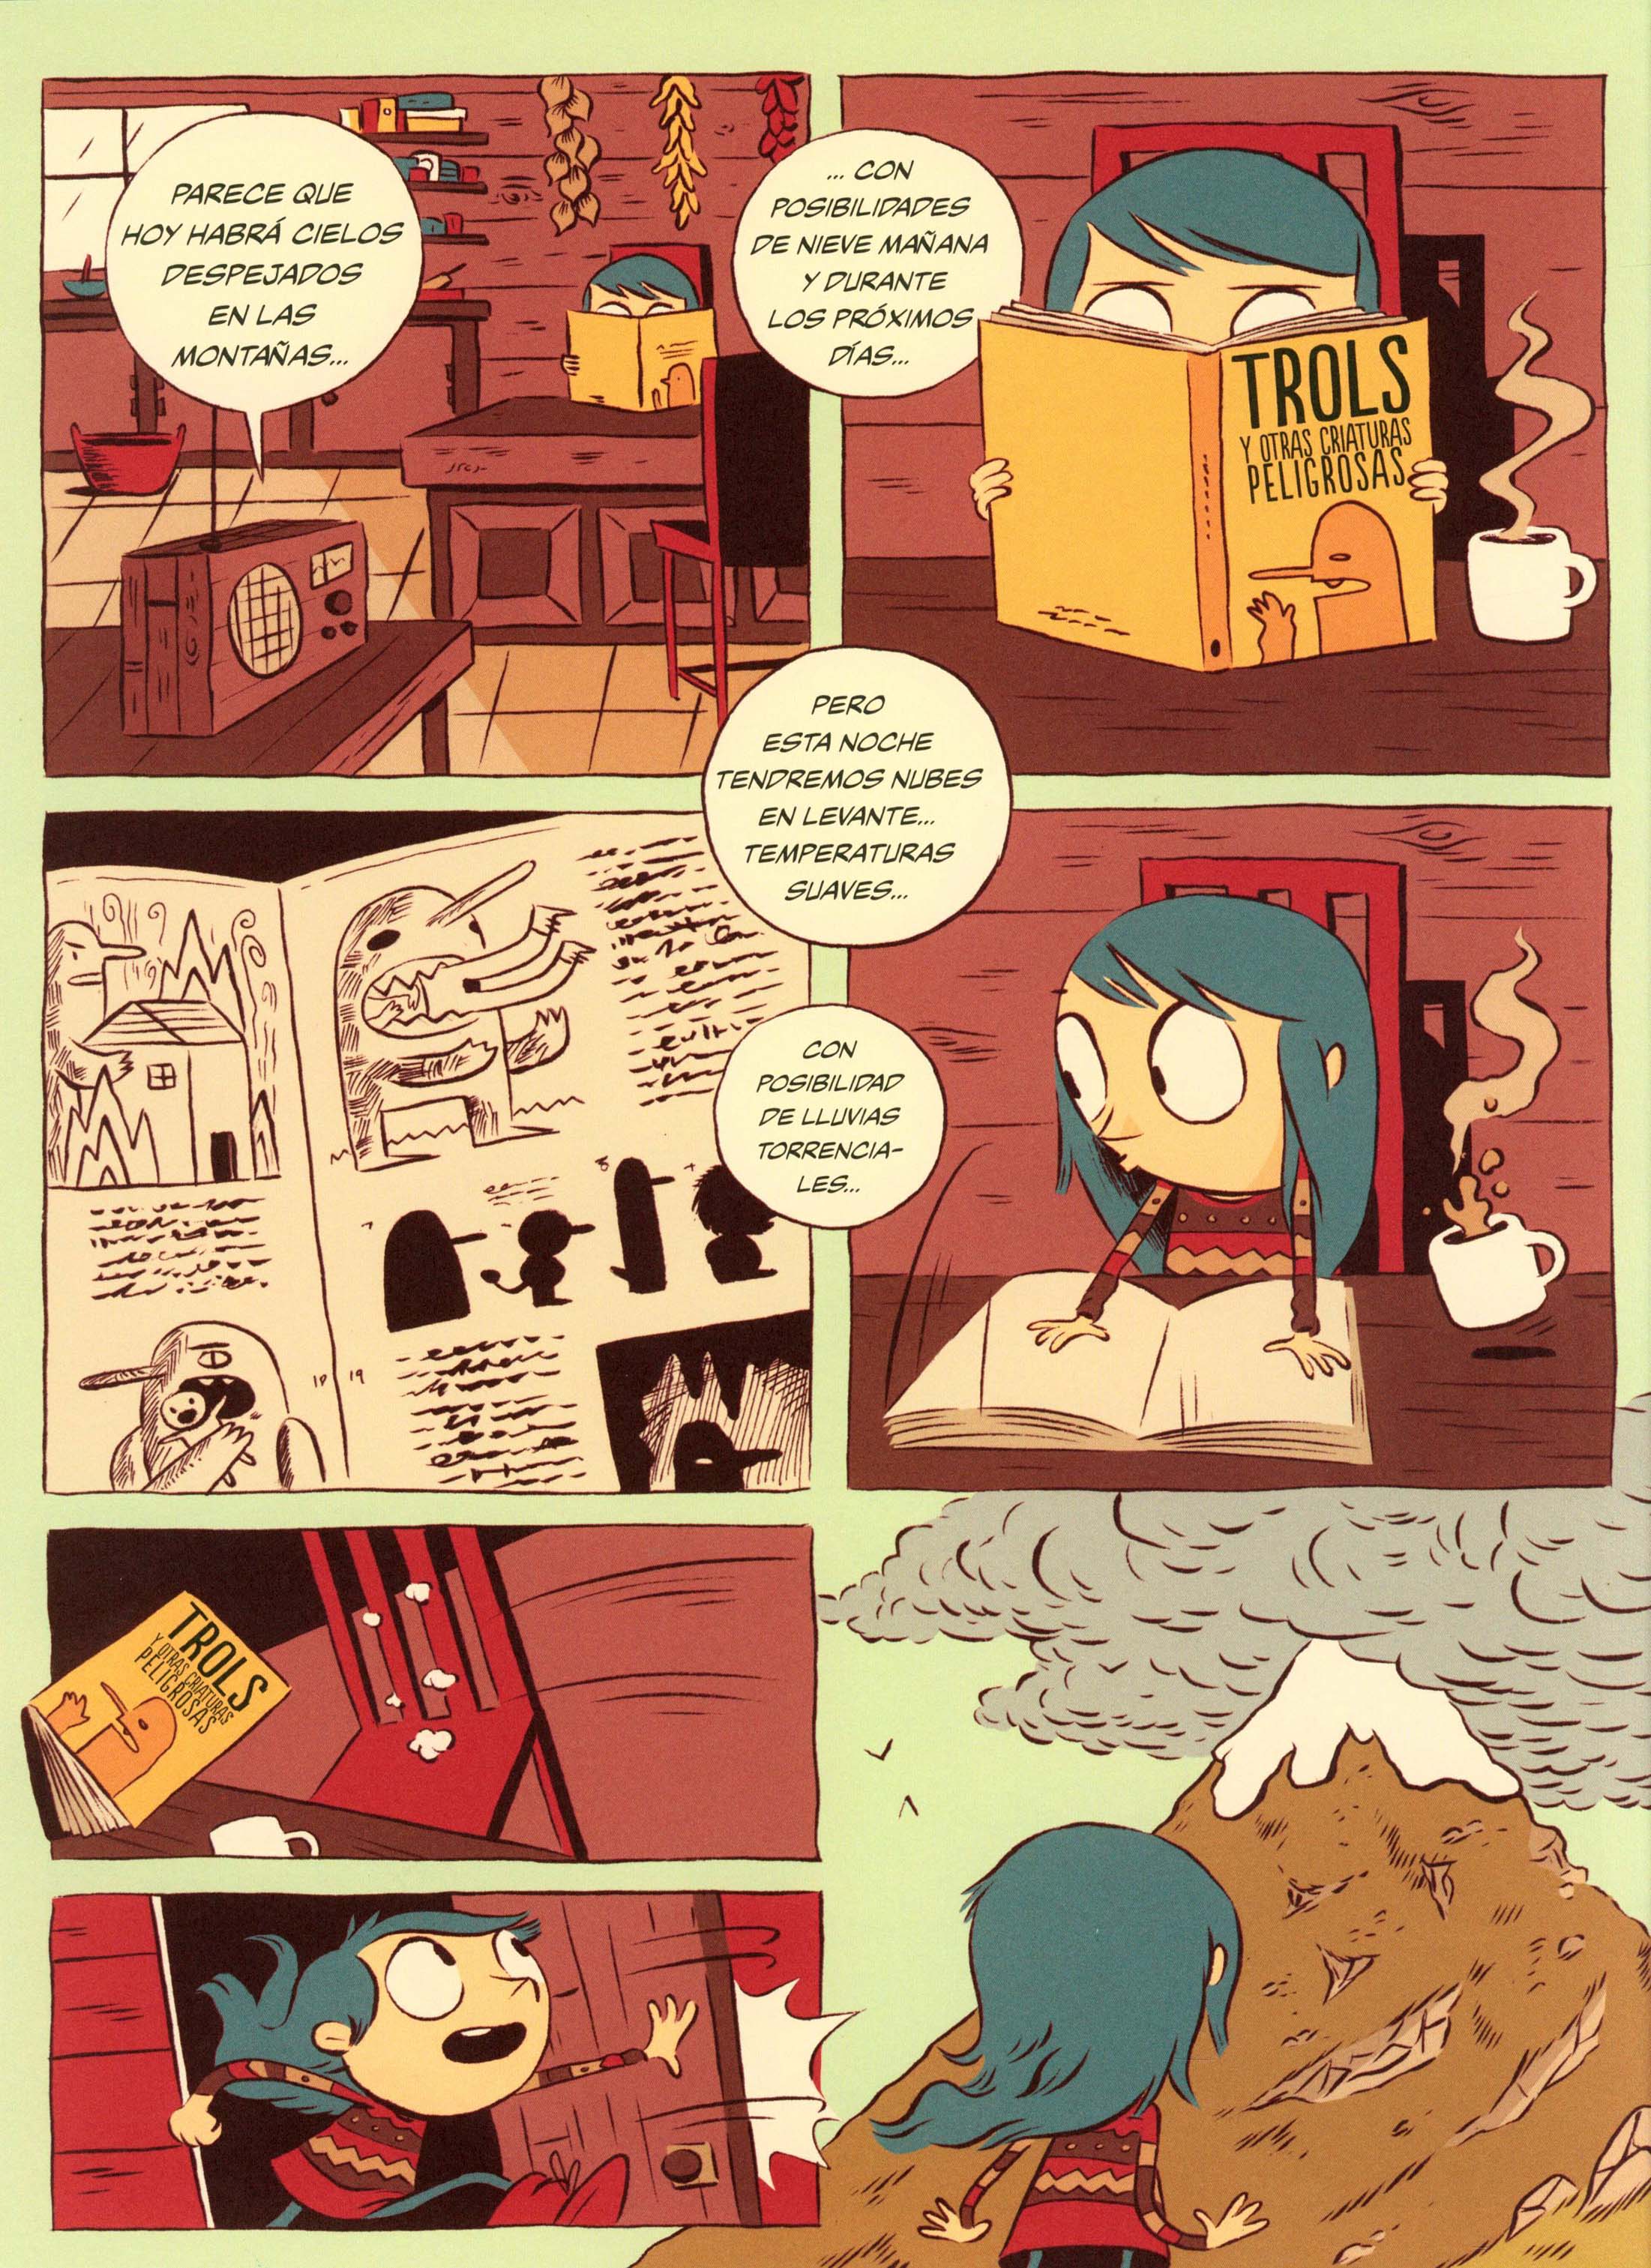 PARECE QUE
HOY HABRÁ CIELOS
DESPEJADOS
EN LAS
MONTAÑAS...
... CON
POSIBILIDADES
DE NIEVE MAÑANA
Y DURANTE
LOS PRÓXIMOS
DÍAS...
TROLS
Y OTRAS CRIATURAS
PELIGROSAS
PERO
ESTA NOCHE
TENDREMOS NUBES
EN LEVANTE...
TEMPERATURAS
SUAVES...
CON
POSIBILIDAD
DE LLUVIAS
TORRENCIA-
LES...
18 19
TROLS
Y OTRAS CRIATURAS
PELIGROSAS